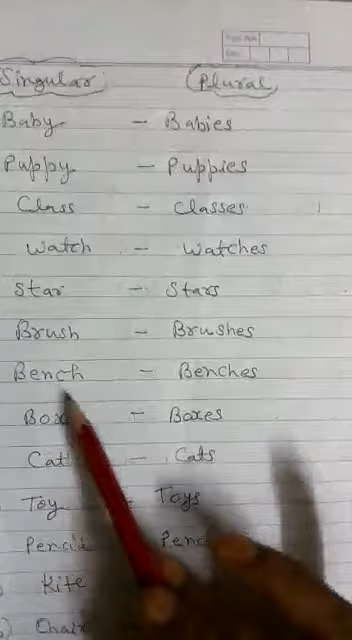 Singular Plural
Baby - Babies
Puppy - Puppies
Class - Classes
Watch - Watches
Star - Stars
Brush - Brushes
Bench - Benches
Box - Boxes
Cat - Cats
Toy - Toys
Pencil
Kite
Chair